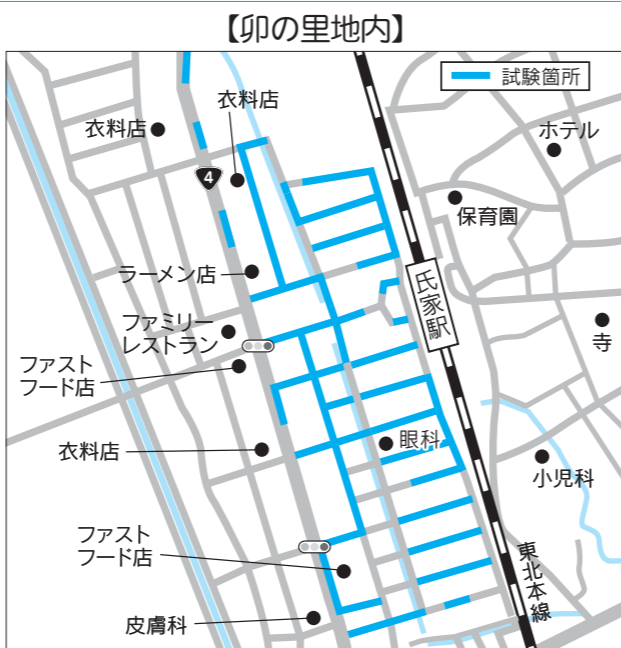 【卯の里地内】
試験箇所
衣料店
衣料店
ホテル
4
保育園
ラーメン店
氏家駅
ファミリー
レストラン
寺
ファスト
フード店
衣料店
眼科
小児科
ファスト
フード店
東北本線
皮膚科